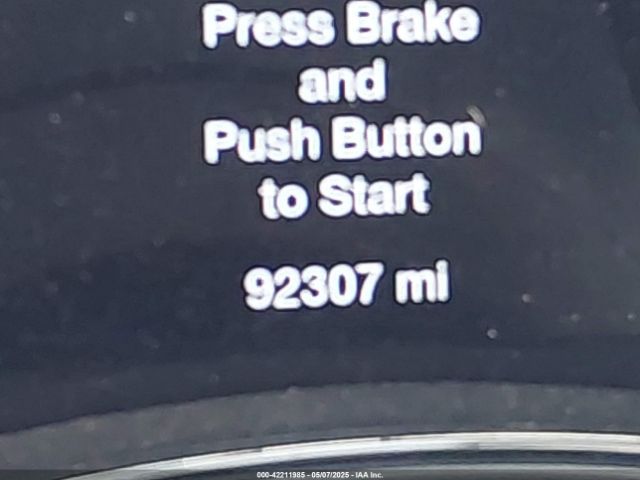 Press Brake
and
Push Button
to Start
92307 mi
000-42211985 - 05/07/2025 - IAA Inc.